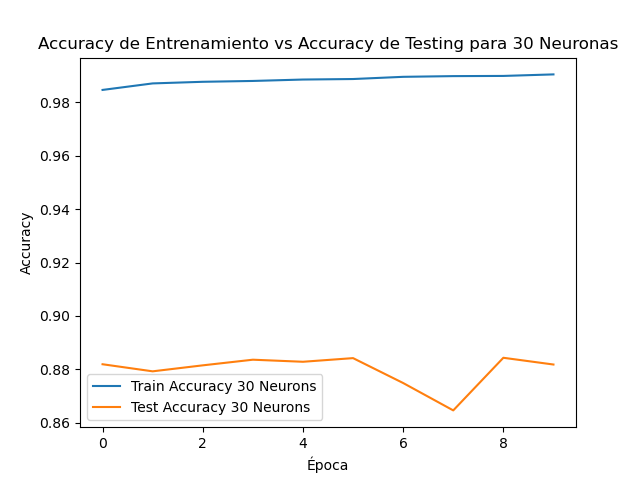 Accuracy de Entrenamiento vs Accuracy de Testing para 30 Neuronas
0.98
0.96
0.94
0.92
0.90
0.88
0.86
Accuracy
Train Accuracy 30 Neurons
Test Accuracy 30 Neurons
0 2 4 6 8
Época